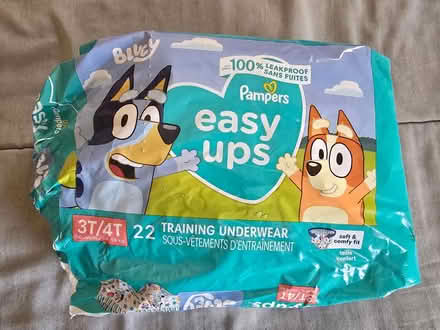 BLUEY
100% LEAKPROOF
SANS FUITES
Pampers
easy
ups
3T/4T
22 TRAINING UNDERWEAR
SOUS-VÊTEMENTS D'ENTRAÎNEMENT
soft &
comfy fit